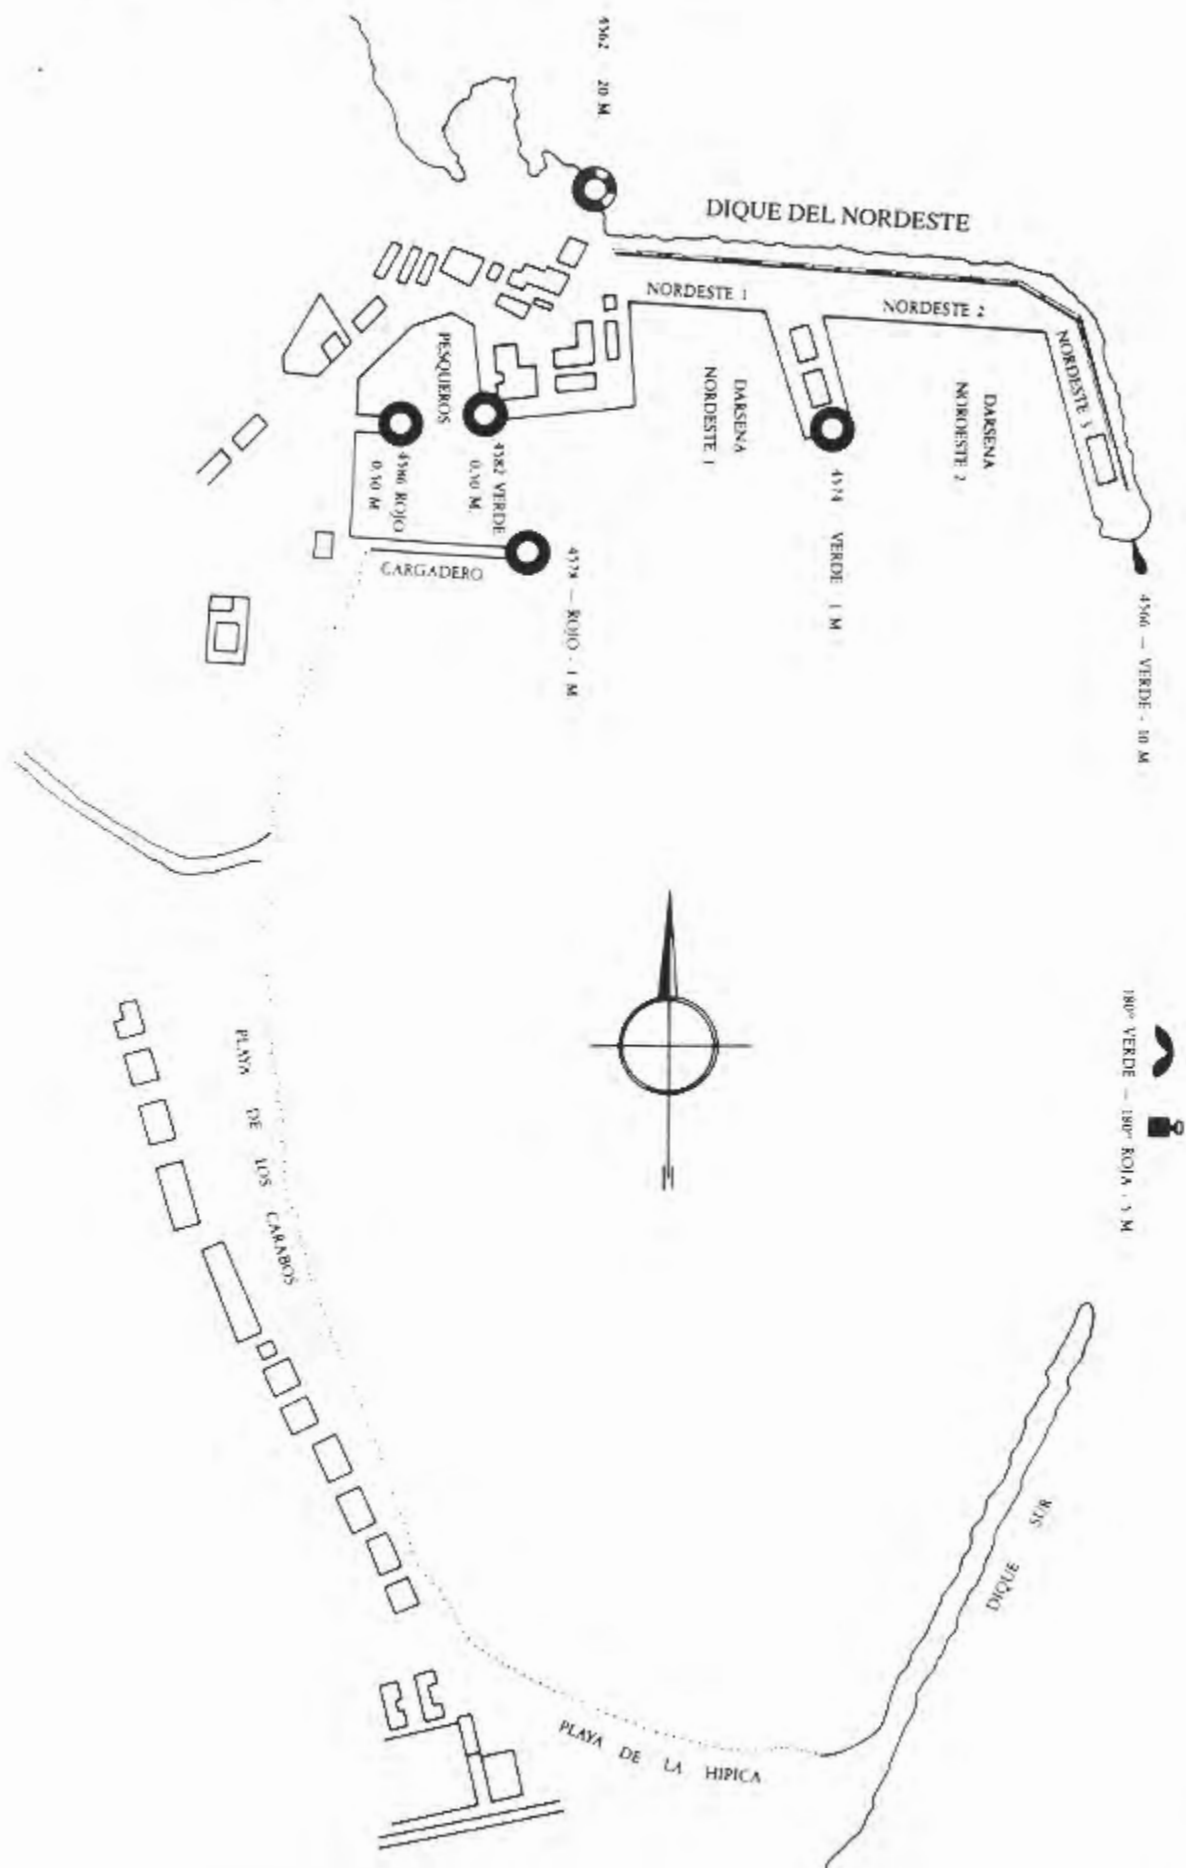 4562 20 M.
DIQUE DEL NORDESTE
NORDESTE 1
NORDESTE 2
NORDESTE 3
PESQUEROS
DARSENA
NORDESTE 1
DARSENA
NOROESTE 2
4586 ROJO
0,50 M
4582 VERDE
0,50 M.
CARGADERO
4578 — ROJO - 1 M
4574 VERDE 1 M
4566 — VERDE - 10 M
180° VERDE — 180° ROJA - 5 M
PLAYA DE LOS CARABOS
DIQUE SUR
PLAYA DE LA HIPICA